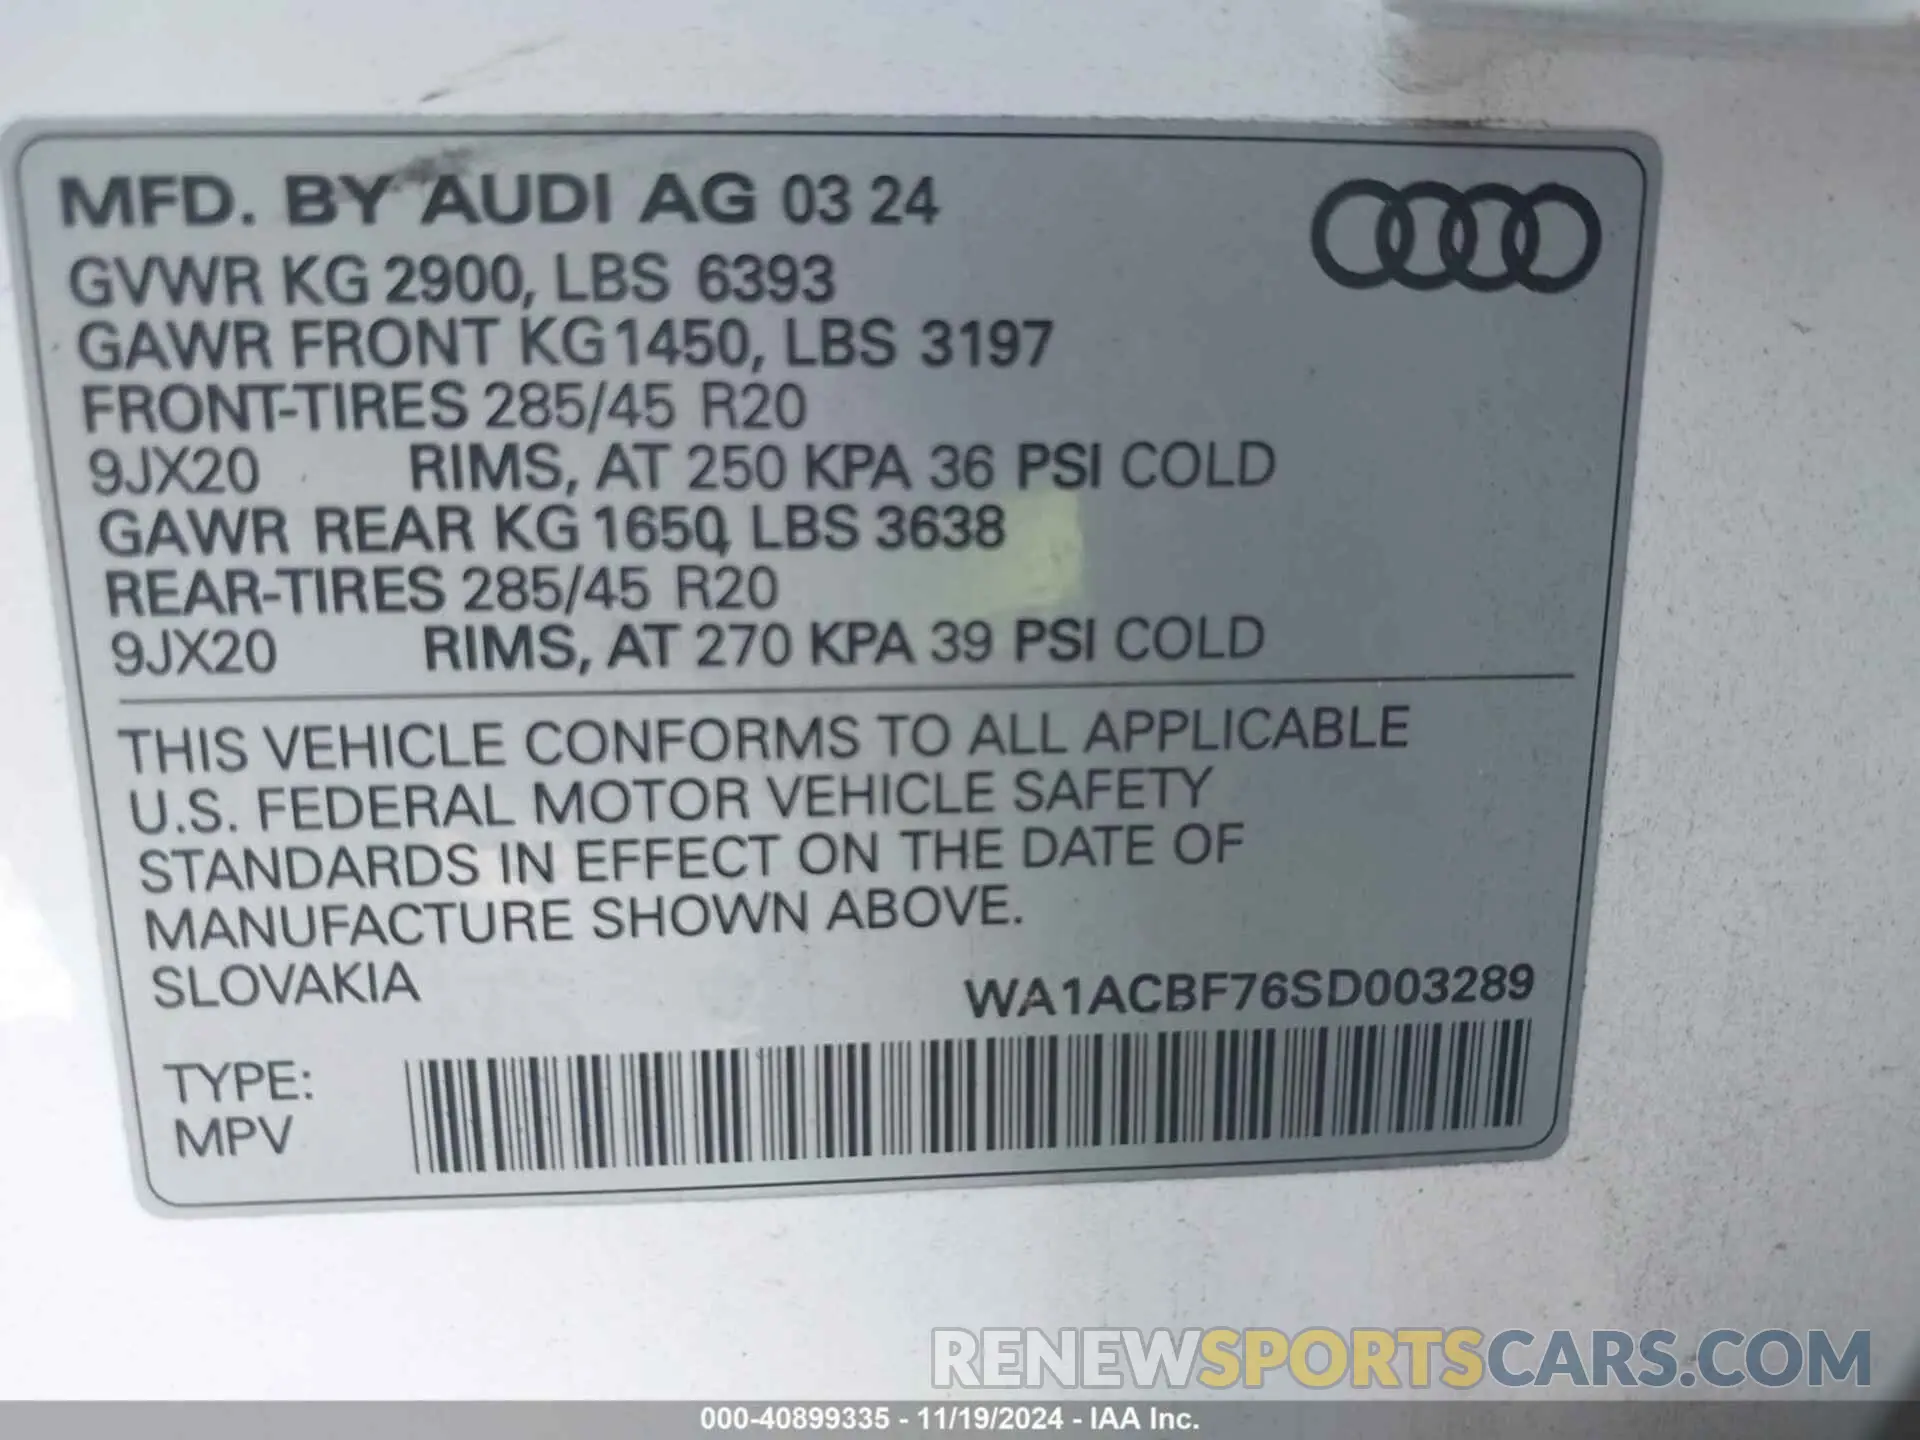 MFD. BY AUDI AG 03 24
GVWR KG 2900, LBS 6393
GAWR FRONT KG 1450, LBS 3197
FRONT-TIRES 285/45 R20
9JX20 RIMS, AT 250 KPA 36 PSI COLD
GAWR REAR KG 1650, LBS 3638
REAR-TIRES 285/45 R20
9JX20 RIMS, AT 270 KPA 39 PSI COLD
THIS VEHICLE CONFORMS TO ALL APPLICABLE
U.S. FEDERAL MOTOR VEHICLE SAFETY
STANDARDS IN EFFECT ON THE DATE OF
MANUFACTURE SHOWN ABOVE.
SLOVAKIA WA1ACBF76SD003289
TYPE:
MPV
RENEWSPORTSCARS.COM
000-40899335 - 11/19/2024 - IAA Inc.